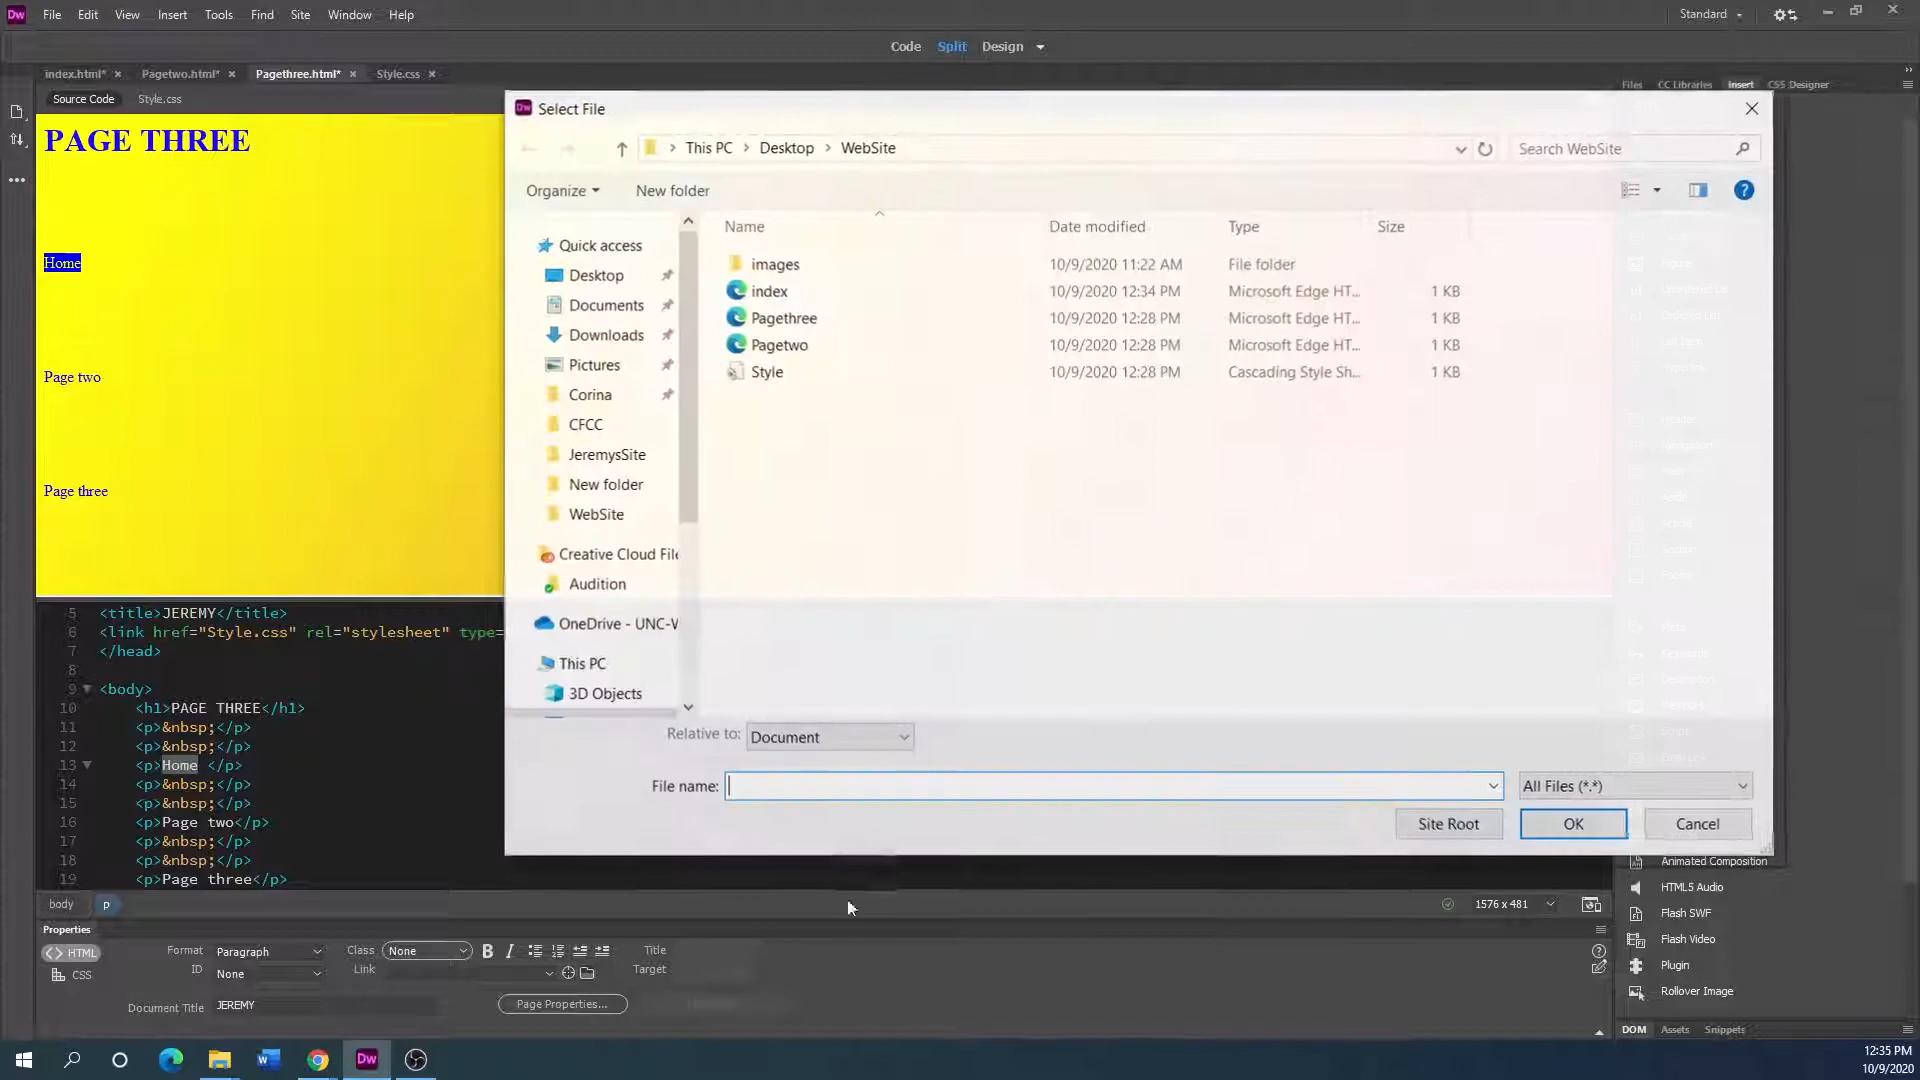 Dw File Edit View Insert Tools Find Site Window Help Standard
Code Split Design
index.html* Pagetwo.html* Pagethree.html* Style.css
Files CC Libraries Insert CSS Designer
Source Code Style.css
PAGE THREE
Home
Page two
Page three
Dw Select File
This PC Desktop WebSite
Search WebSite
Organize New folder
Name Date modified Type Size
images 10/9/2020 11:22 AM File folder
index 10/9/2020 12:34 PM Microsoft Edge HT... 1 KB
Pagethree 10/9/2020 12:28 PM Microsoft Edge HT... 1 KB
Pagetwo 10/9/2020 12:28 PM Microsoft Edge HT... 1 KB
Style 10/9/2020 12:28 PM Cascading Style Sh... 1 KB
Quick access
Desktop
Documents
Downloads
Pictures
Corina
CFCC
JeremysSite
New folder
WebSite
Creative Cloud File
Audition
OneDrive - UNC-W
This PC
3D Objects
Relative to: Document
File name: All Files (*.*)
Site Root OK Cancel
5 <title>JEREMY</title>
6 <link href="Style.css" rel="stylesheet" type=
7 </head>
8
9 <body>
10 <h1>PAGE THREE</h1>
11 <p>&nbsp;</p>
12 <p>&nbsp;</p>
13 <p>Home </p>
14 <p>&nbsp;</p>
15 <p>&nbsp;</p>
16 <p>Page two</p>
17 <p>&nbsp;</p>
18 <p>&nbsp;</p>
19 <p>Page three</p>
body p 1576 x 481
Properties
HTML
CSS
Format Paragraph Class None B I Title
ID None Link Target
Document Title JEREMY Page Properties...
Animated Composition
HTML5 Audio
Flash SWF
Flash Video
Plugin
Rollover Image
DOM Assets Snippets
12:35 PM
10/9/2020